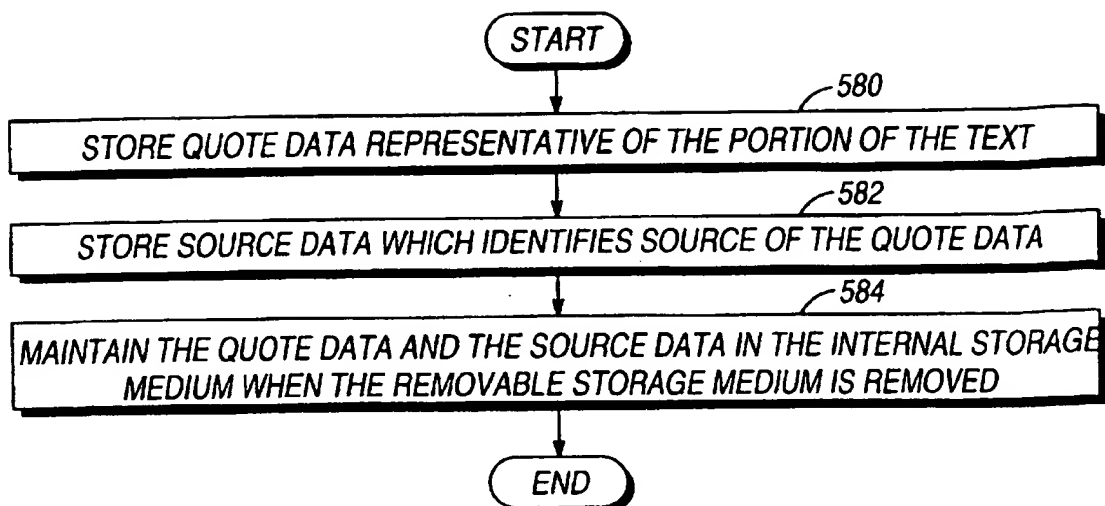 START
580
STORE QUOTE DATA REPRESENTATIVE OF THE PORTION OF THE TEXT
582
STORE SOURCE DATA WHICH IDENTIFIES SOURCE OF THE QUOTE DATA
584
MAINTAIN THE QUOTE DATA AND THE SOURCE DATA IN THE INTERNAL STORAGE
MEDIUM WHEN THE REMOVABLE STORAGE MEDIUM IS REMOVED
END